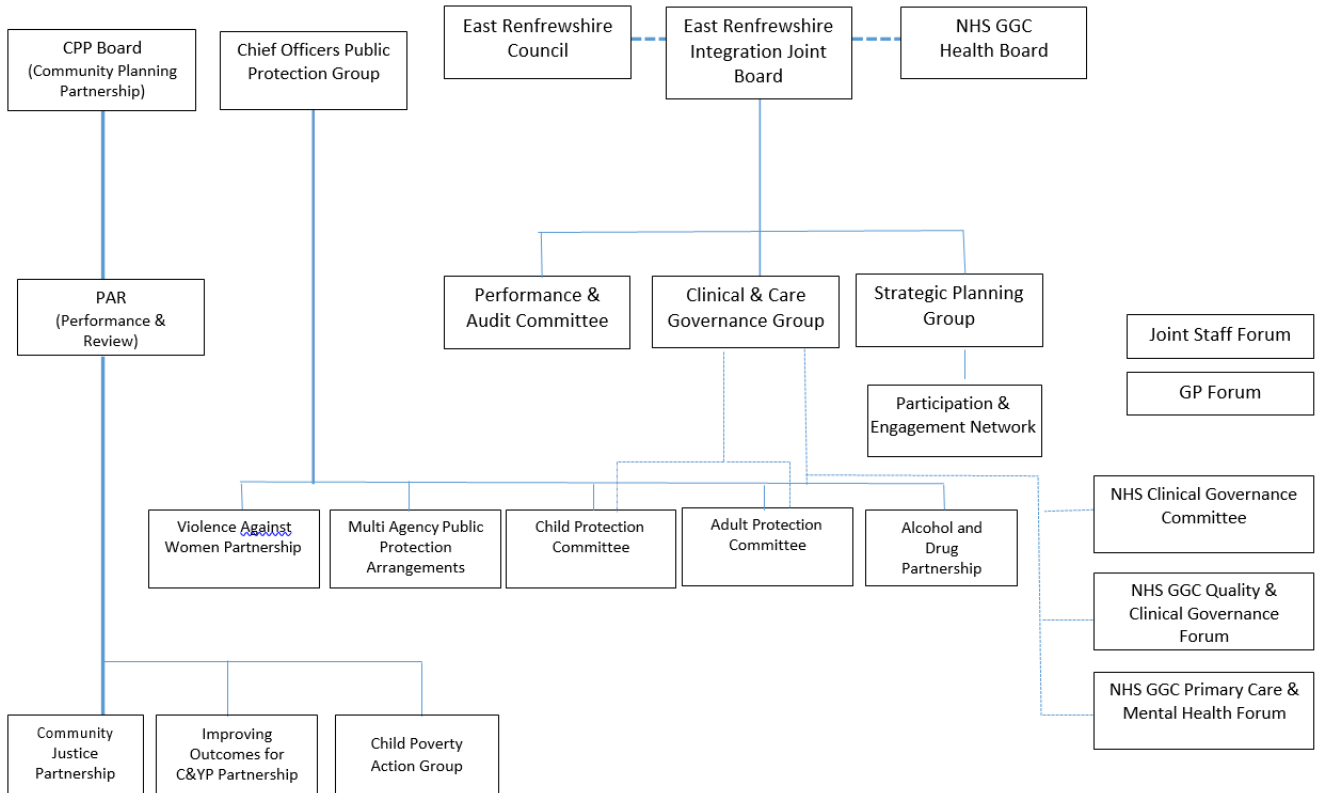 CPP Board
(Community Planning
Partnership)
Chief Officers Public
Protection Group
East Renfrewshire
Council
East Renfrewshire
Integration Joint
Board
NHS GGC
Health Board
PAR
(Performance &
Review)
Performance &
Audit Committee
Clinical & Care
Governance Group
Strategic Planning
Group
Joint Staff Forum
GP Forum
Participation &
Engagement Network
Violence Against
Women Partnership
Multi Agency Public
Protection
Arrangements
Child Protection
Committee
Adult Protection
Committee
Alcohol and
Drug
Partnership
NHS Clinical Governance
Committee
NHS GGC Quality &
Clinical Governance
Forum
NHS GGC Primary Care &
Mental Health Forum
Community
Justice
Partnership
Improving
Outcomes for
C&YP Partnership
Child Poverty
Action Group